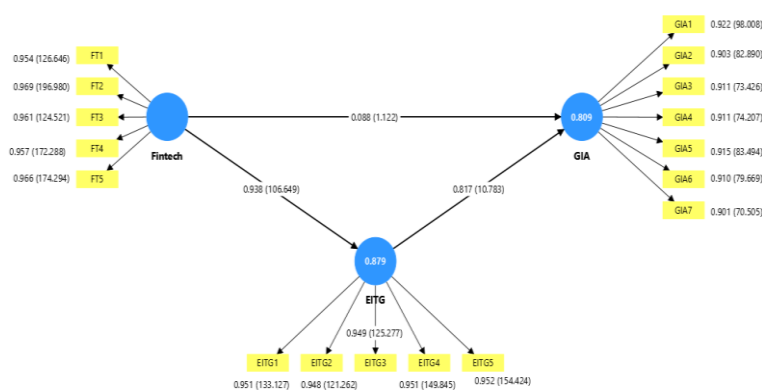 GIA1 0.922 (98.008)
0.954 (126.646) FT1
GIA2 0.903 (82.890)
0.969 (196.980) FT2
GIA3 0.911 (73.426)
0.961 (124.521) FT3
0.088 (1.122)
0.809
GIA4 0.911 (74.207)
0.957 (172.288) FT4
Fintech
GIA
GIA5 0.915 (83.494)
0.966 (174.294) FT5
GIA6 0.910 (79.669)
0.938 (106.649)
0.817 (10.783)
GIA7 0.901 (70.505)
0.879
EITG
0.949 (125.277)
EITG1 EITG2 EITG3 EITG4 EITG5
0.951 (133.127) 0.948 (121.262) 0.951 (149.845) 0.952 (154.424)